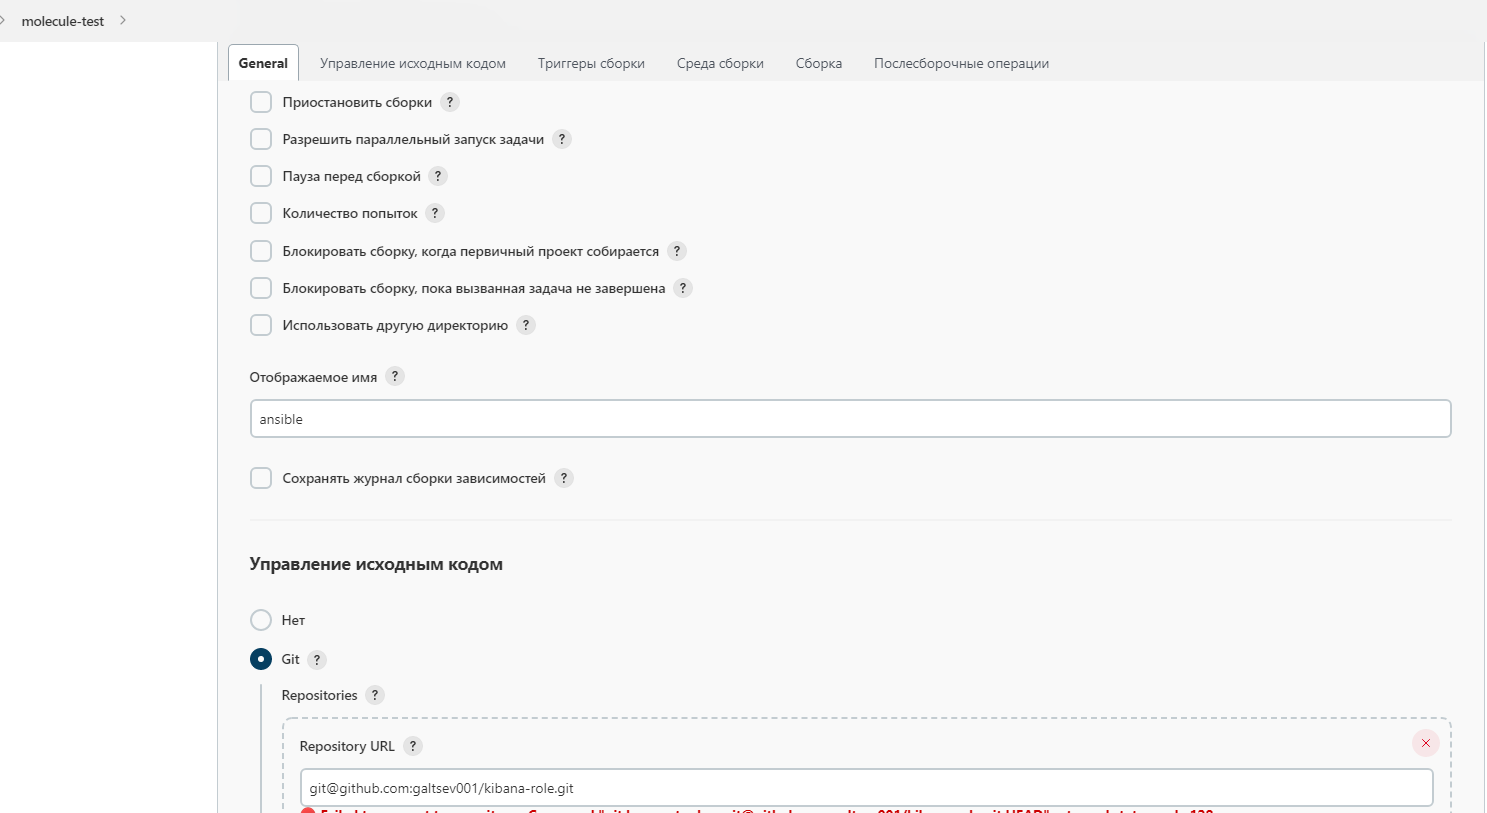 molecule-test
General Управление исходным кодом Триггеры сборки Среда сборки Сборка Послесборочные операции
Приостановить сборки ?
Разрешить параллельный запуск задачи ?
Пауза перед сборкой ?
Количество попыток ?
Блокировать сборку, когда первичный проект собирается ?
Блокировать сборку, пока вызванная задача не завершена ?
Использовать другую директорию ?
Отображаемое имя ?
ansible
Сохранять журнал сборки зависимостей ?
Управление исходным кодом
Нет
Git ?
Repositories ?
Repository URL ?
git@github.com:galtsev001/kibana-role.git